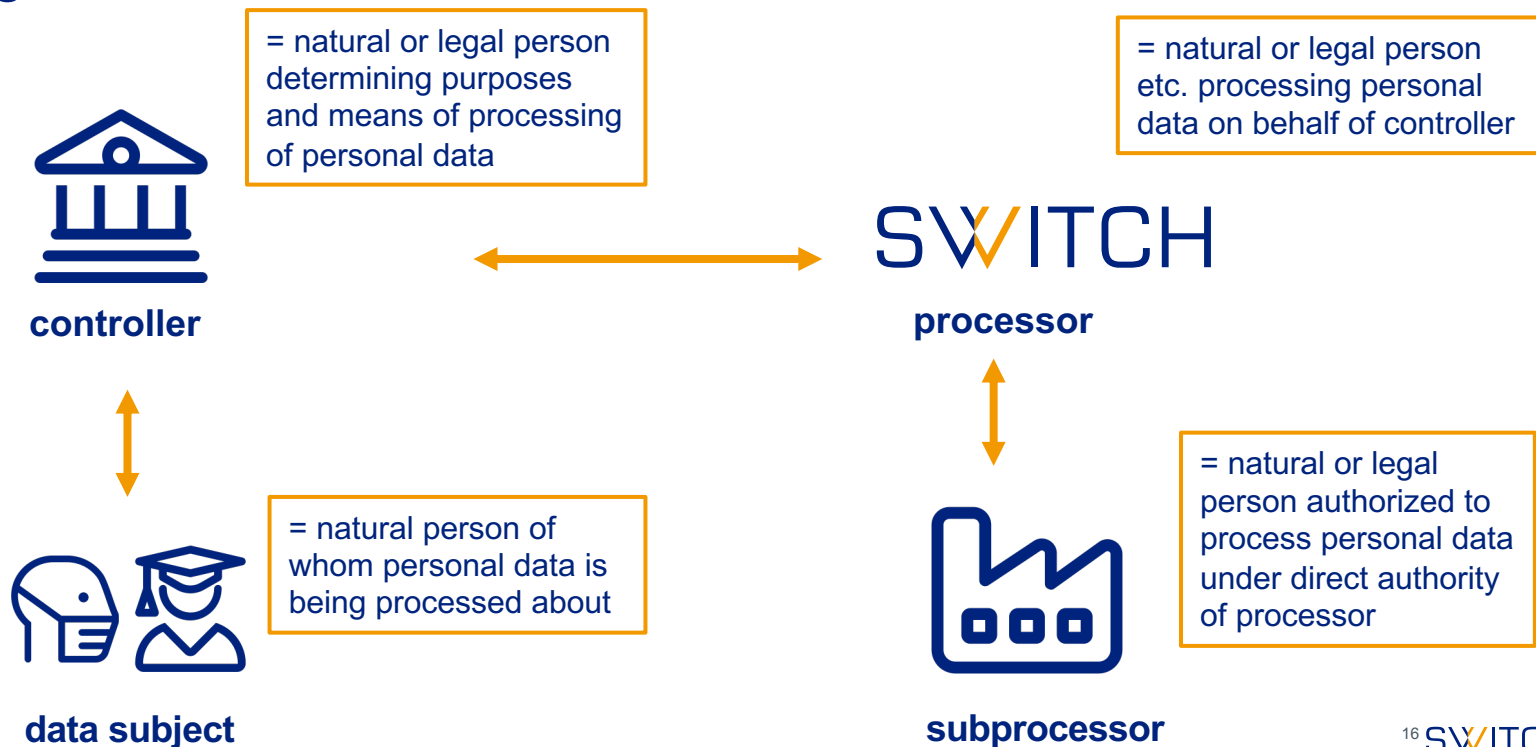 = natural or legal person
determining purposes
and means of processing
of personal data
= natural or legal person
etc. processing personal
data on behalf of controller
SWITCH
controller
processor
= natural person of
whom personal data is
being processed about
= natural or legal
person authorized to
process personal data
under direct authority
of processor
data subject
subprocessor
16 SWITC